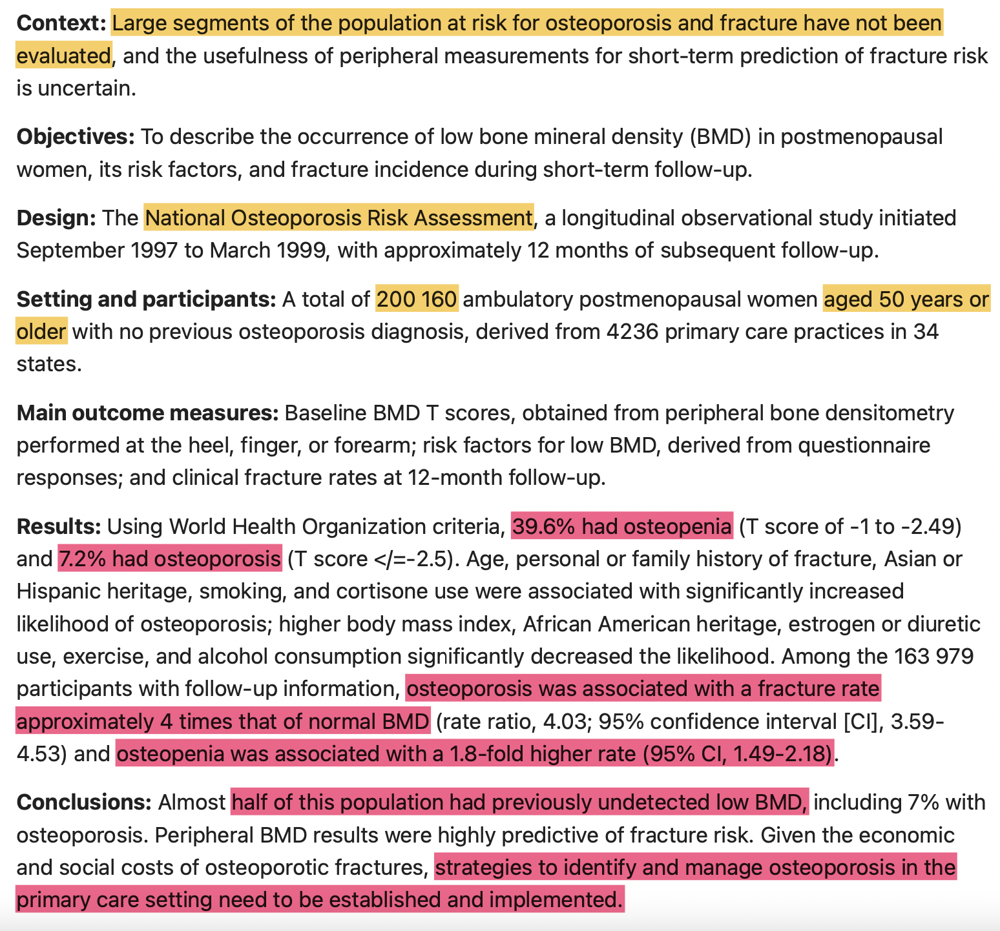 Context: Large segments of the population at risk for osteoporosis and fracture have not been
evaluated, and the usefulness of peripheral measurements for short-term prediction of fracture risk
is uncertain.
Objectives: To describe the occurrence of low bone mineral density (BMD) in postmenopausal
women, its risk factors, and fracture incidence during short-term follow-up.
Design: The National Osteoporosis Risk Assessment, a longitudinal observational study initiated
September 1997 to March 1999, with approximately 12 months of subsequent follow-up.
Setting and participants: A total of 200 160 ambulatory postmenopausal women aged 50 years or
older with no previous osteoporosis diagnosis, derived from 4236 primary care practices in 34
states.
Main outcome measures: Baseline BMD T scores, obtained from peripheral bone densitometry
performed at the heel, finger, or forearm; risk factors for low BMD, derived from questionnaire
responses; and clinical fracture rates at 12-month follow-up.
Results: Using World Health Organization criteria, 39.6% had osteopenia (T score of -1 to -2.49)
and 7.2% had osteoporosis (T score </=-2.5). Age, personal or family history of fracture, Asian or
Hispanic heritage, smoking, and cortisone use were associated with significantly increased
likelihood of osteoporosis; higher body mass index, African American heritage, estrogen or diuretic
use, exercise, and alcohol consumption significantly decreased the likelihood. Among the 163 979
participants with follow-up information, osteoporosis was associated with a fracture rate
approximately 4 times that of normal BMD (rate ratio, 4.03; 95% confidence interval [CI], 3.59-
4.53) and osteopenia was associated with a 1.8-fold higher rate (95% CI, 1.49-2.18).
Conclusions: Almost half of this population had previously undetected low BMD, including 7% with
osteoporosis. Peripheral BMD results were highly predictive of fracture risk. Given the economic
and social costs of osteoporotic fractures, strategies to identify and manage osteoporosis in the
primary care setting need to be established and implemented.